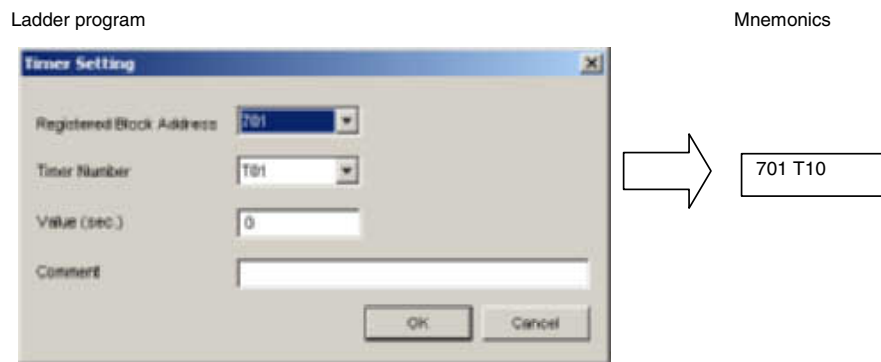 Ladder program
Mnemonics
Timer Setting
Registered Block Address
701
Timer Number
T01
Value (sec.)
0
Comment
OK
Cancel
701 T10